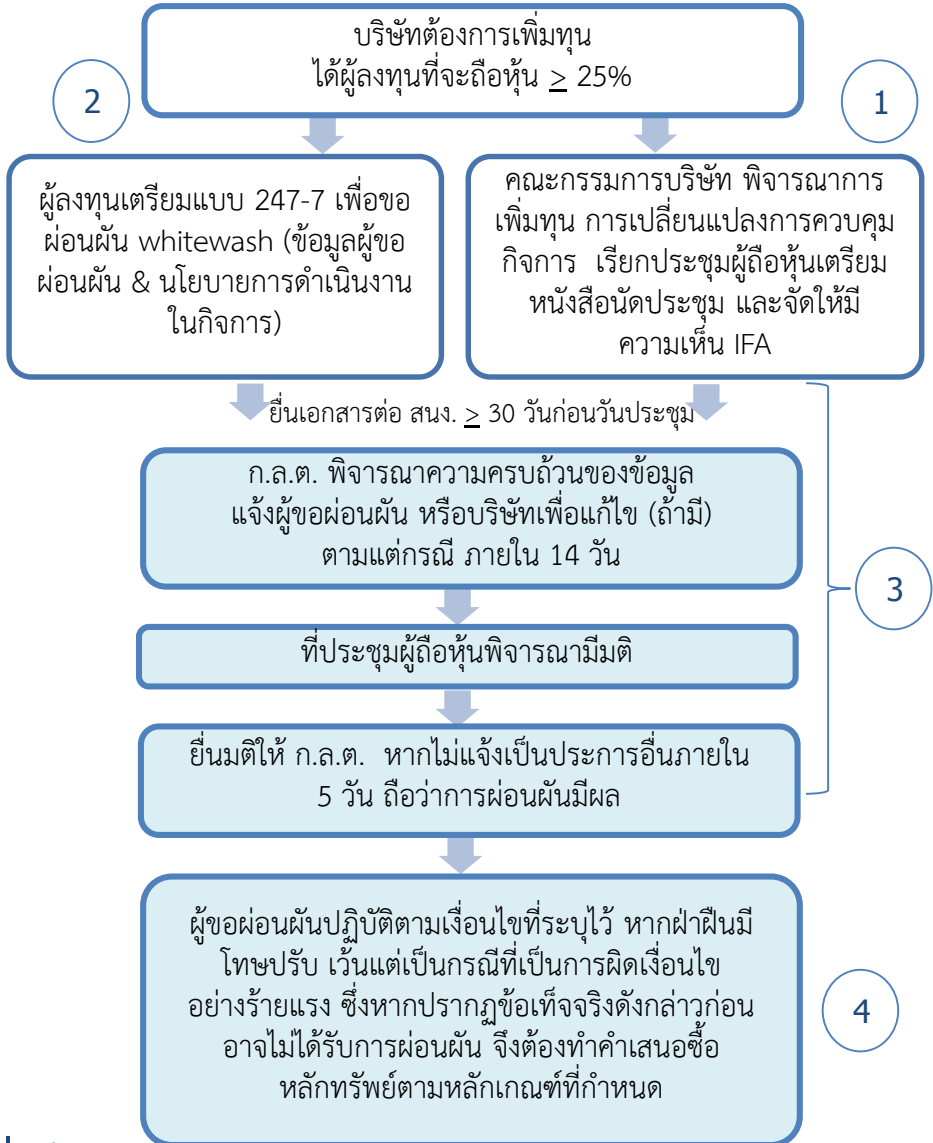 บริษัทต้องการเพิ่มทุน
ได้ผู้ลงทุนที่จะถือหุ้น ≥ 25%
2
1
ผู้ลงทุนเตรียมแบบ 247-7 เพื่อขอ
ผ่อนผัน whitewash (ข้อมูลผู้ขอ
ผ่อนผัน & นโยบายการดำเนินงาน
ในกิจการ)
คณะกรรมการบริษัท พิจารณาการ
เพิ่มทุน การเปลี่ยนแปลงการควบคุม
กิจการ เรียกประชุมผู้ถือหุ้นเตรียม
หนังสือนัดประชุม และจัดให้มี
ความเห็น IFA
ยื่นเอกสารต่อ สนง. ≥ 30 วันก่อนวันประชุม
ก.ล.ต. พิจารณาความครบถ้วนของข้อมูล
แจ้งผู้ขอผ่อนผัน หรือบริษัทเพื่อแก้ไข (ถ้ามี)
ตามแต่กรณี ภายใน 14 วัน
3
ที่ประชุมผู้ถือหุ้นพิจารณามีมติ
ยื่นมติให้ ก.ล.ต. หากไม่แจ้งเป็นประการอื่นภายใน
5 วัน ถือว่าการผ่อนผันมีผล
ผู้ขอผ่อนผันปฏิบัติตามเงื่อนไขที่ระบุไว้ หากฝ่าฝืนมี
โทษปรับ เว้นแต่เป็นกรณีที่เป็นการผิดเงื่อนไข
อย่างร้ายแรง ซึ่งหากปรากฏข้อเท็จจริงดังกล่าวก่อน
อาจไม่ได้รับการผ่อนผัน จึงต้องทำคำเสนอซื้อ
หลักทรัพย์ตามหลักเกณฑ์ที่กำหนด
4